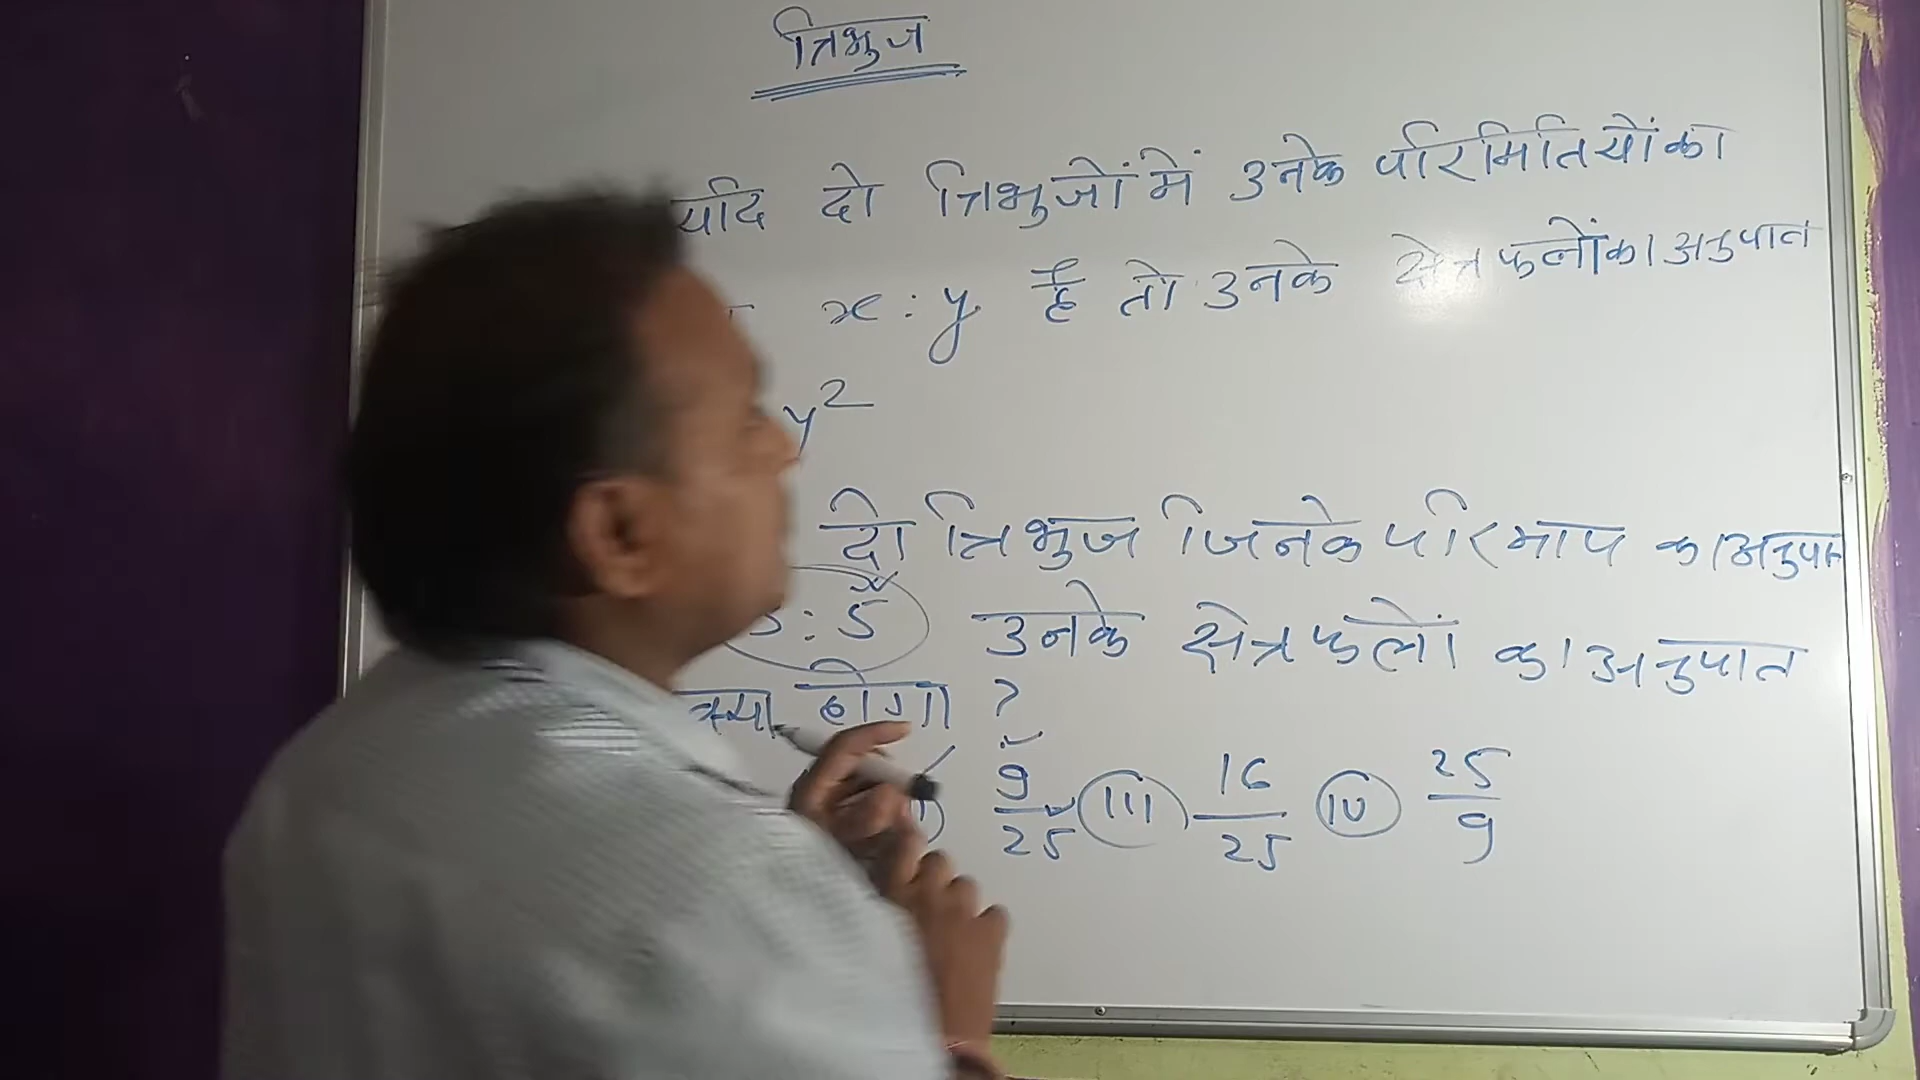 त्रिभुज
यदि दो त्रिभुजों में उनके परिमितियों का
x : y है तो उनके क्षेत्रफलों का अनुपात
y²
दो त्रिभुज जिनके परिमाप का अनुपात
: 5 उनके क्षेत्रफलों का अनुपात
क्या होगा ?
9/25 (III) 16/25 (IV) 25/9